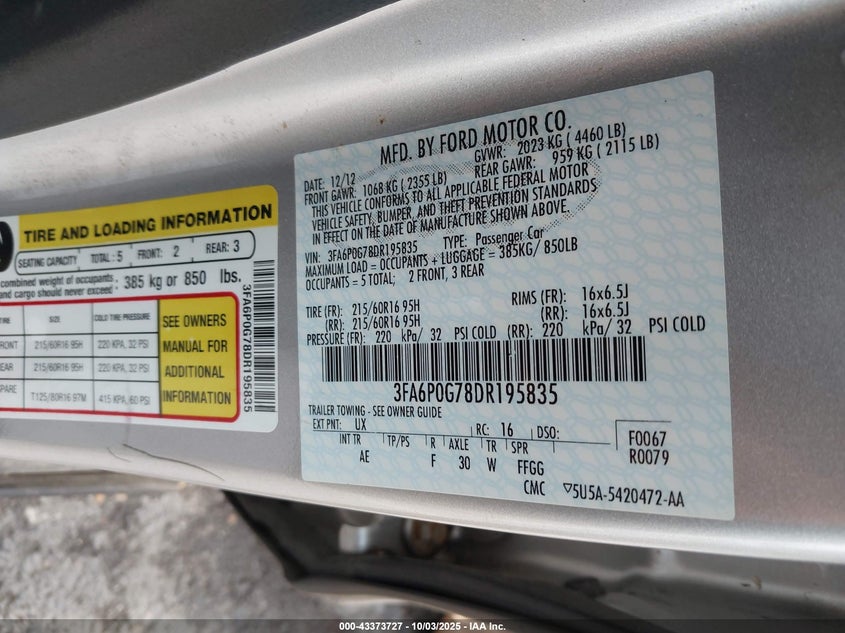 TIRE AND LOADING INFORMATION
SEATING CAPACITY TOTAL : 5 FRONT: 2 REAR: 3
combined weight of occupants
and cargo should never exceed : 385 kg or 850 lbs.
SIZE COLD TIRE PRESSURE
215/60R16 95H 220 KPA, 32 PSI
215/60R16 95H 220 KPA, 32 PSI
T125/80R16 97M 415 KPA, 60 PSI
SEE OWNERS
MANUAL FOR
ADDITIONAL
INFORMATION
3FA6P0G78DR195835
MFD. BY FORD MOTOR CO.
DATE: 12/12 GVWR: 2023 KG ( 4460 LB)
FRONT GAWR: 1068 KG ( 2355 LB) REAR GAWR: 959 KG ( 2115 LB)
THIS VEHICLE CONFORMS TO ALL APPLICABLE FEDERAL MOTOR
VEHICLE SAFETY, BUMPER, AND THEFT PREVENTION STANDARDS
IN EFFECT ON THE DATE OF MANUFACTURE SHOWN ABOVE.
VIN: 3FA6P0G78DR195835 TYPE: Passenger Car
MAXIMUM LOAD = OCCUPANTS + LUGGAGE = 385KG/ 850LB
OCCUPANTS = 5 TOTAL; 2 FRONT, 3 REAR
TIRE (FR): 215/60R16 95H RIMS (FR): 16x6.5J
(RR): 215/60R16 95H (RR): 16x6.5J
PRESSURE (FR): 220 kPa/ 32 PSI COLD (RR): 220 kPa/ 32 PSI COLD
3FA6P0G78DR195835
TRAILER TOWING - SEE OWNER GUIDE
EXT PNT: UX RC: 16 DSO: F0067
INT TR TP/PS R AXLE TR SPR R0079
AE F 30 W FFGG
CMC ▽5U5A-5420472-AA
000-43373727 - 10/03/2025 - IAA Inc.